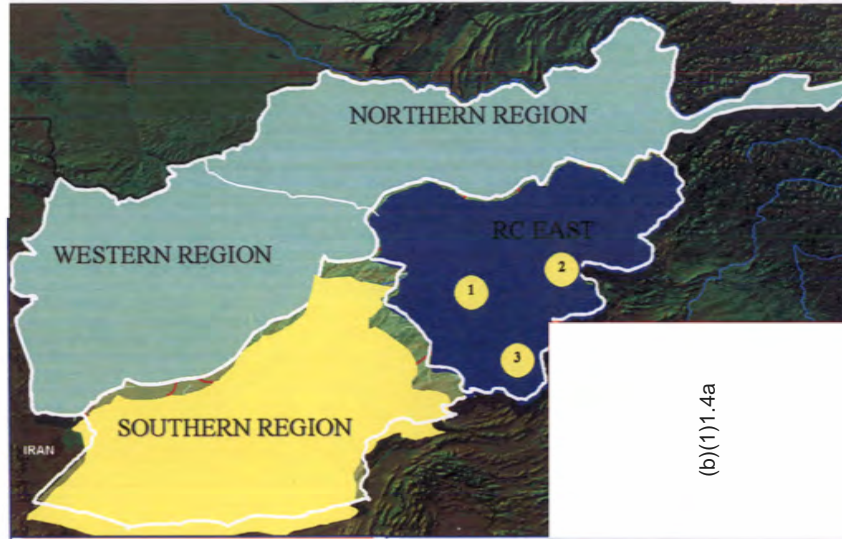 NORTHERN REGION
RC EAST
WESTERN REGION
2
1
3
SOUTHERN REGION
IRAN
(b)(1)1.4a